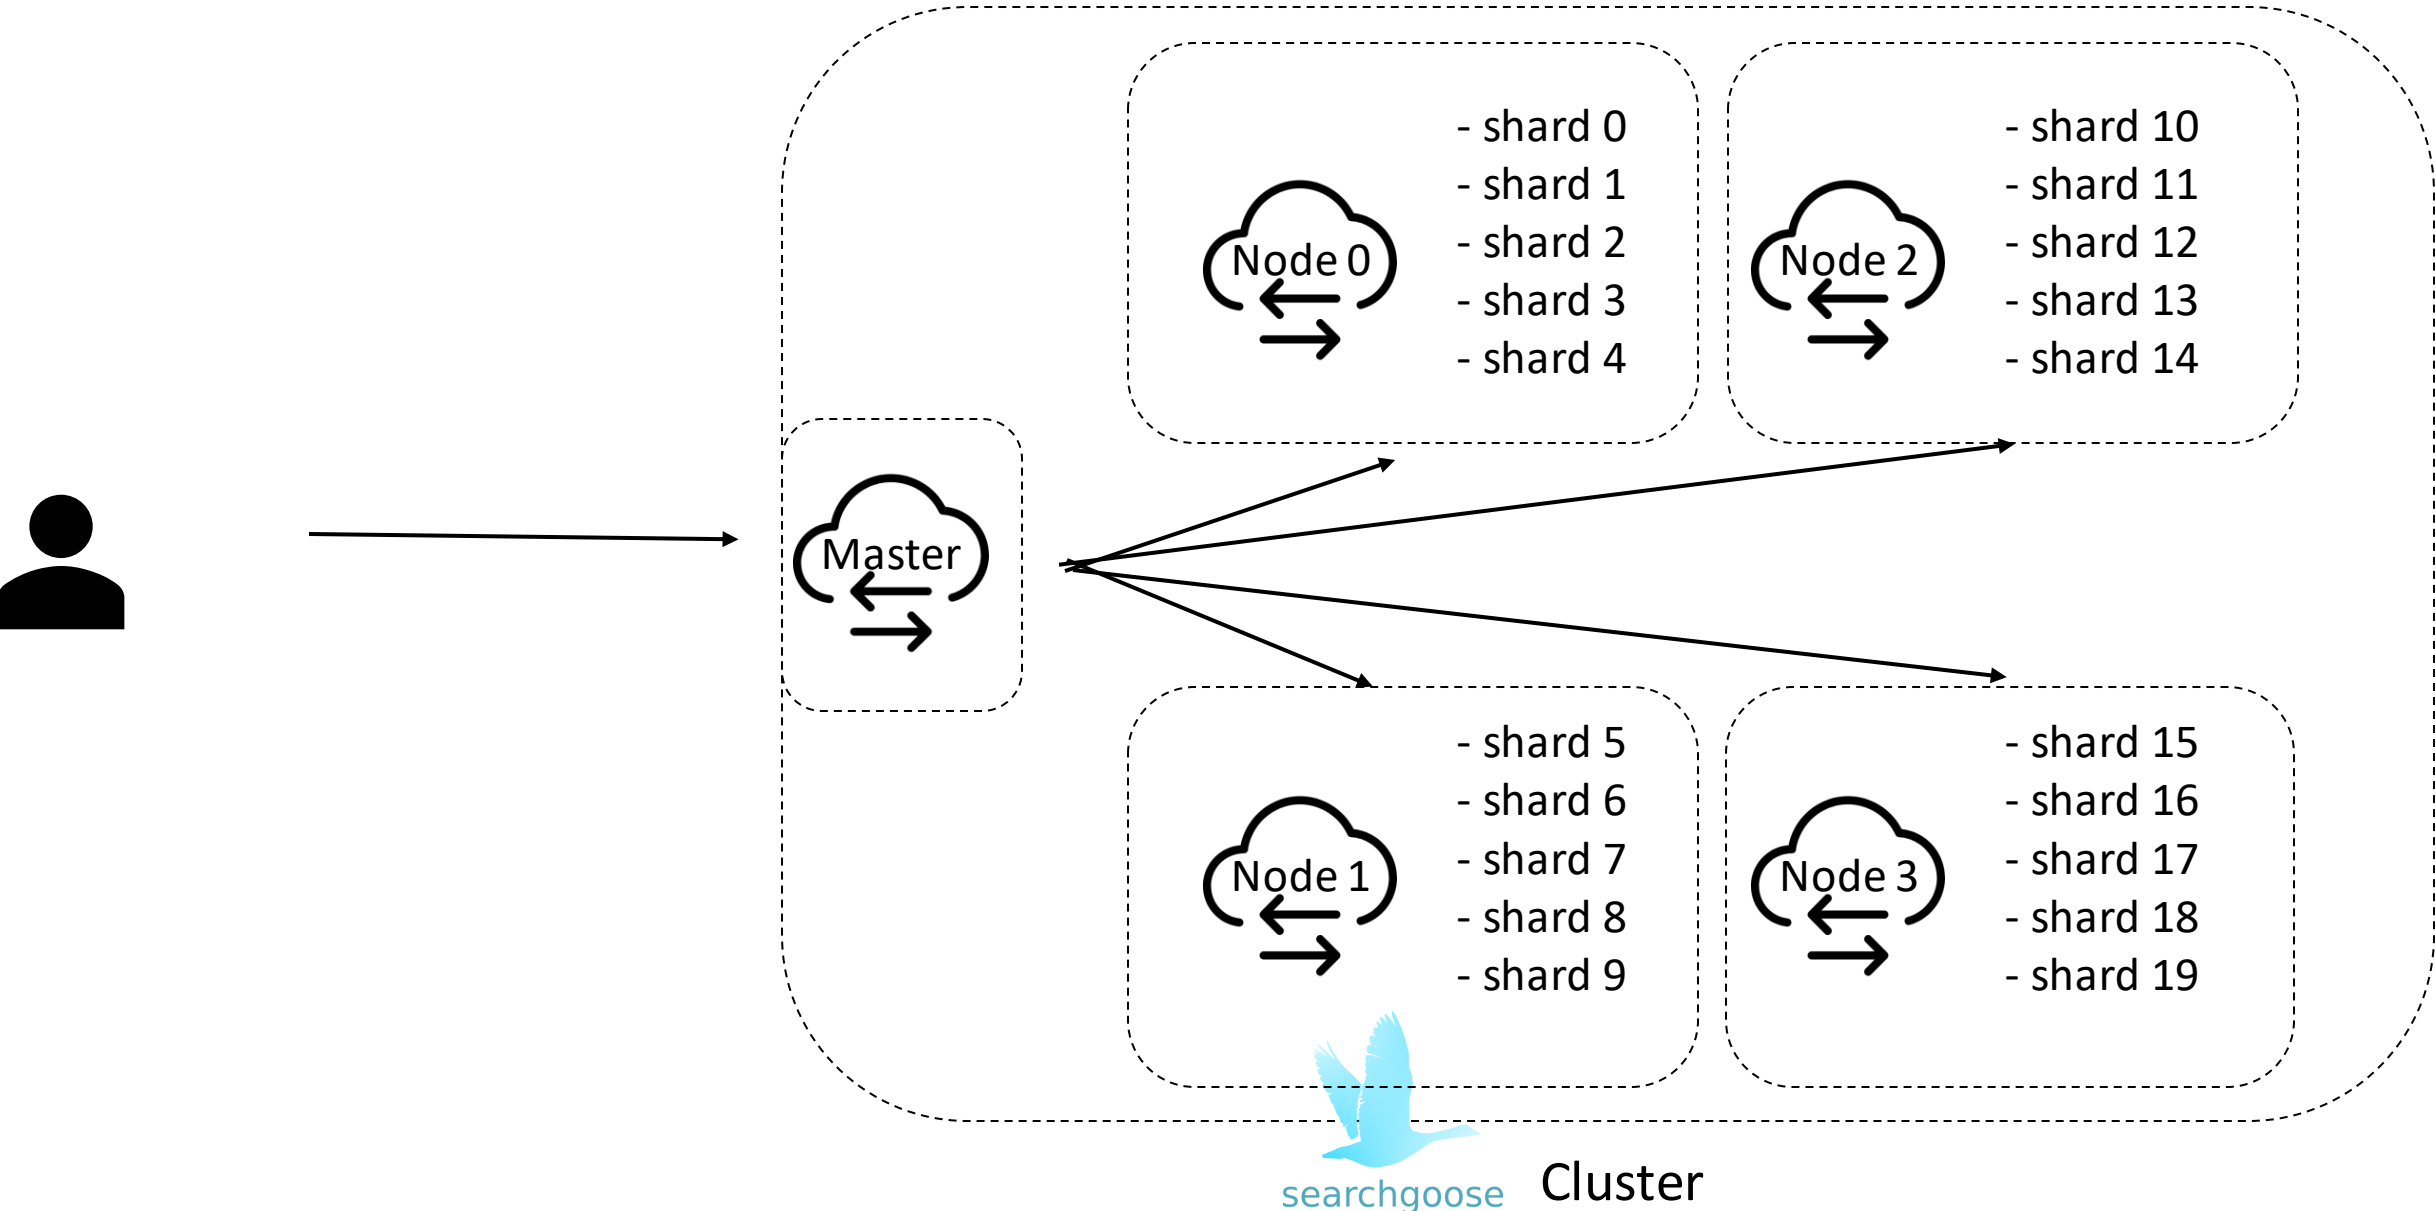 Master
Node 0
- shard 0
- shard 1
- shard 2
- shard 3
- shard 4
Node 2
- shard 10
- shard 11
- shard 12
- shard 13
- shard 14
Node 1
- shard 5
- shard 6
- shard 7
- shard 8
- shard 9
Node 3
- shard 15
- shard 16
- shard 17
- shard 18
- shard 19
searchgoose
Cluster